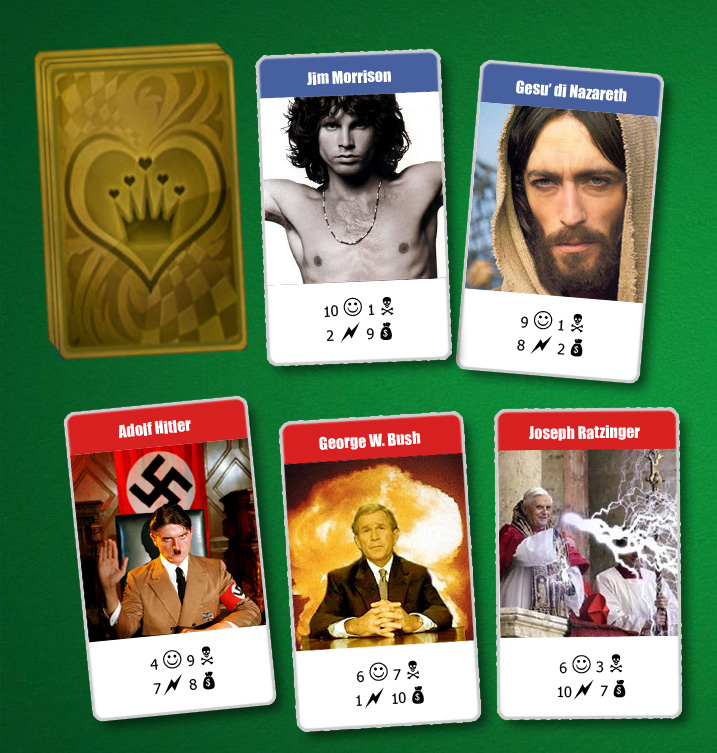 Jim Morrison
10 1
2 9
Gesu' di Nazareth
9 1
8 2
Adolf Hitler
4 9
7 8
George W. Bush
6 7
1 10
Joseph Ratzinger
6 3
10 7